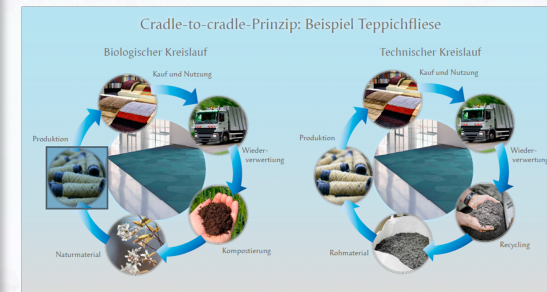 Cradle-to-cradle-Prinzip: Beispiel Teppichfliese
Biologischer Kreislauf
Kauf und Nutzung
Produktion
Wieder-
verwertung
Naturmaterial
Kompostierung
Technischer Kreislauf
Kauf und Nutzung
Produktion
Wieder-
verwertung
Rohmaterial
Recycling